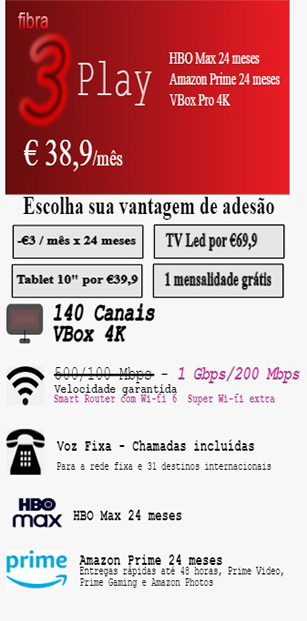 fibra
3 Play
HBO Max 24 meses
Amazon Prime 24 meses
VBox Pro 4K
€ 38,9/mês
Escolha sua vantagem de adesão
-€3 / mês x 24 meses
TV Led por €69,9
Tablet 10" por €39,9
1 mensalidade grátis
140 Canais
VBox 4K
500/100 Mbps - 1 Gbps/200 Mbps
Velocidade garantida
Smart Router com Wi-fi 6 Super Wi-fi extra
Voz Fixa - Chamadas incluídas
Para a rede fixa e 31 destinos internacionais
HBO
max
HBO Max 24 meses
prime
Amazon Prime 24 meses
Entregas rápidas até 48 horas, Prime Video,
Prime Gaming e Amazon Photos